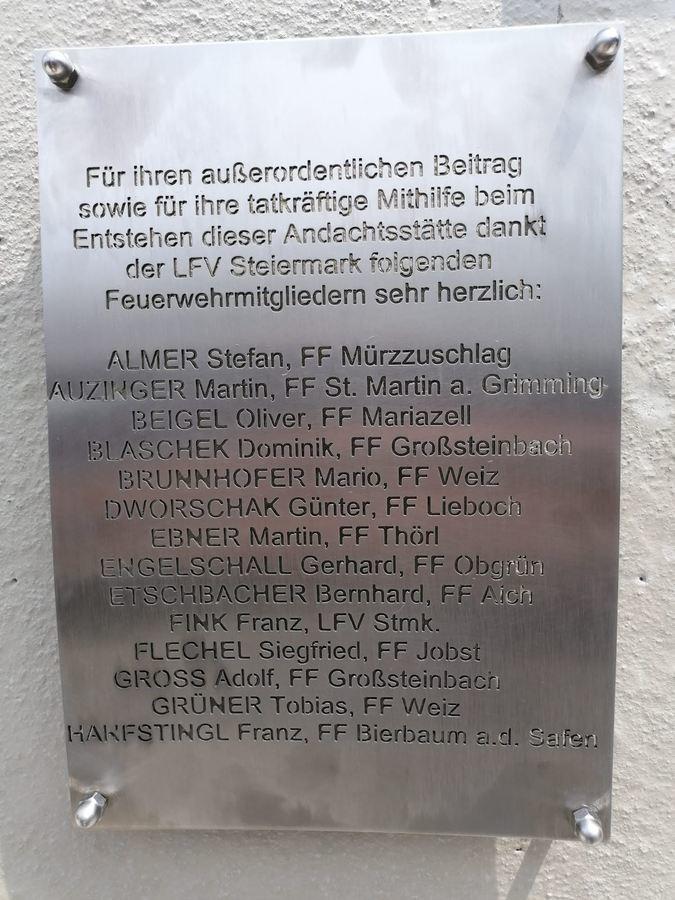 Für ihren außerordentlichen Beitrag
sowie für ihre tatkräftige Mithilfe beim
Entstehen dieser Andachtsstätte dankt
der LFV Steiermark folgenden
Feuerwehrmitgliedern sehr herzlich:
ALMER Stefan, FF Mürzzuschlag
AUZINGER Martin, FF St. Martin a. Grimming
BEIGEL Oliver, FF Mariazell
BLASCHEK Dominik, FF Großsteinbach
BRUNNHOFER Mario, FF Weiz
DWORSCHAK Günter, FF Lieboch
EBNER Martin, FF Thörl
ENGELSCHALL Gerhard, FF Obgrün
ETSCHBACHER Bernhard, FF Aich
FINK Franz, LFV Stmk.
FLECHEL Siegfried, FF Jobst
GROSS Adolf, FF Großsteinbach
GRÜNER Tobias, FF Weiz
HANFSTINGL Franz, FF Bierbaum a.d. Safen